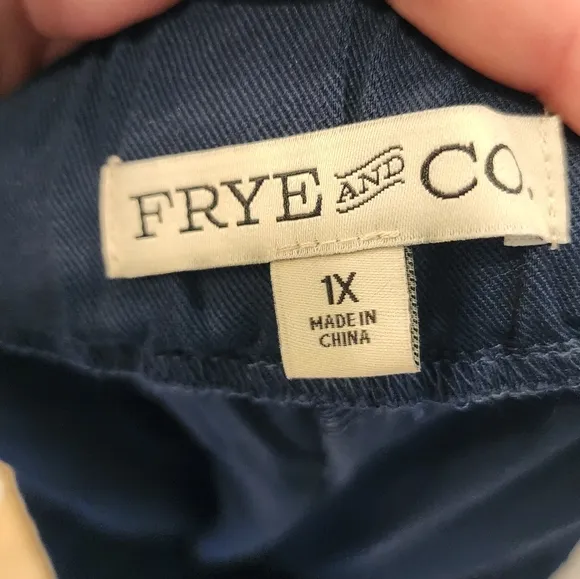 FRYE AND CO.
1X
MADE IN
CHINA